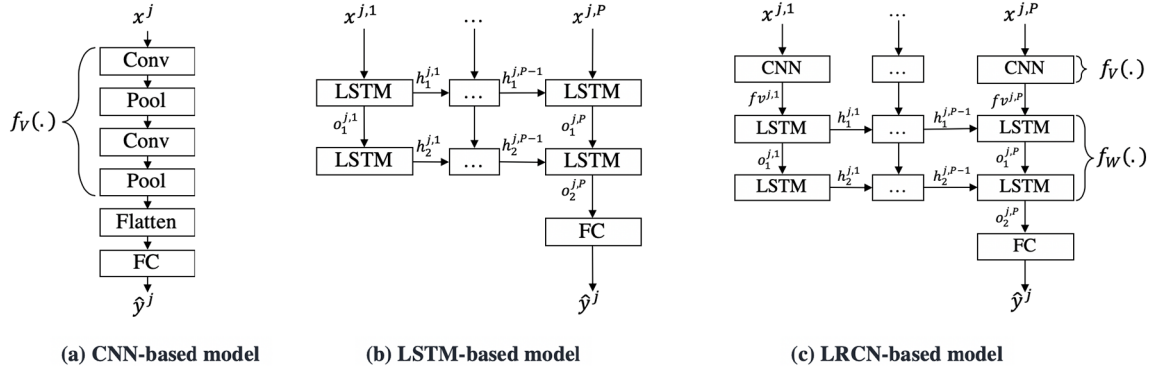 x^j
Conv
Pool
Conv
Pool
f_V(.)
Flatten
FC
ŷ^j
(a) CNN-based model
x^{j,1} ... x^{j,P}
LSTM h_1^{j,1} ... h_1^{j,P-1} LSTM
o_1^{j,1} o_1^{j,P}
LSTM h_2^{j,1} ... h_2^{j,P-1} LSTM
o_2^{j,P}
FC
ŷ^j
(b) LSTM-based model
x^{j,1} ... x^{j,P}
CNN ... CNN f_V(.)
fv^{j,1} fv^{j,P}
LSTM h_1^{j,1} ... h_1^{j,P-1} LSTM
o_1^{j,1} o_1^{j,P} f_W(.)
LSTM h_2^{j,1} ... h_2^{j,P-1} LSTM
o_2^{j,P}
FC
ŷ^j
(c) LRCN-based model